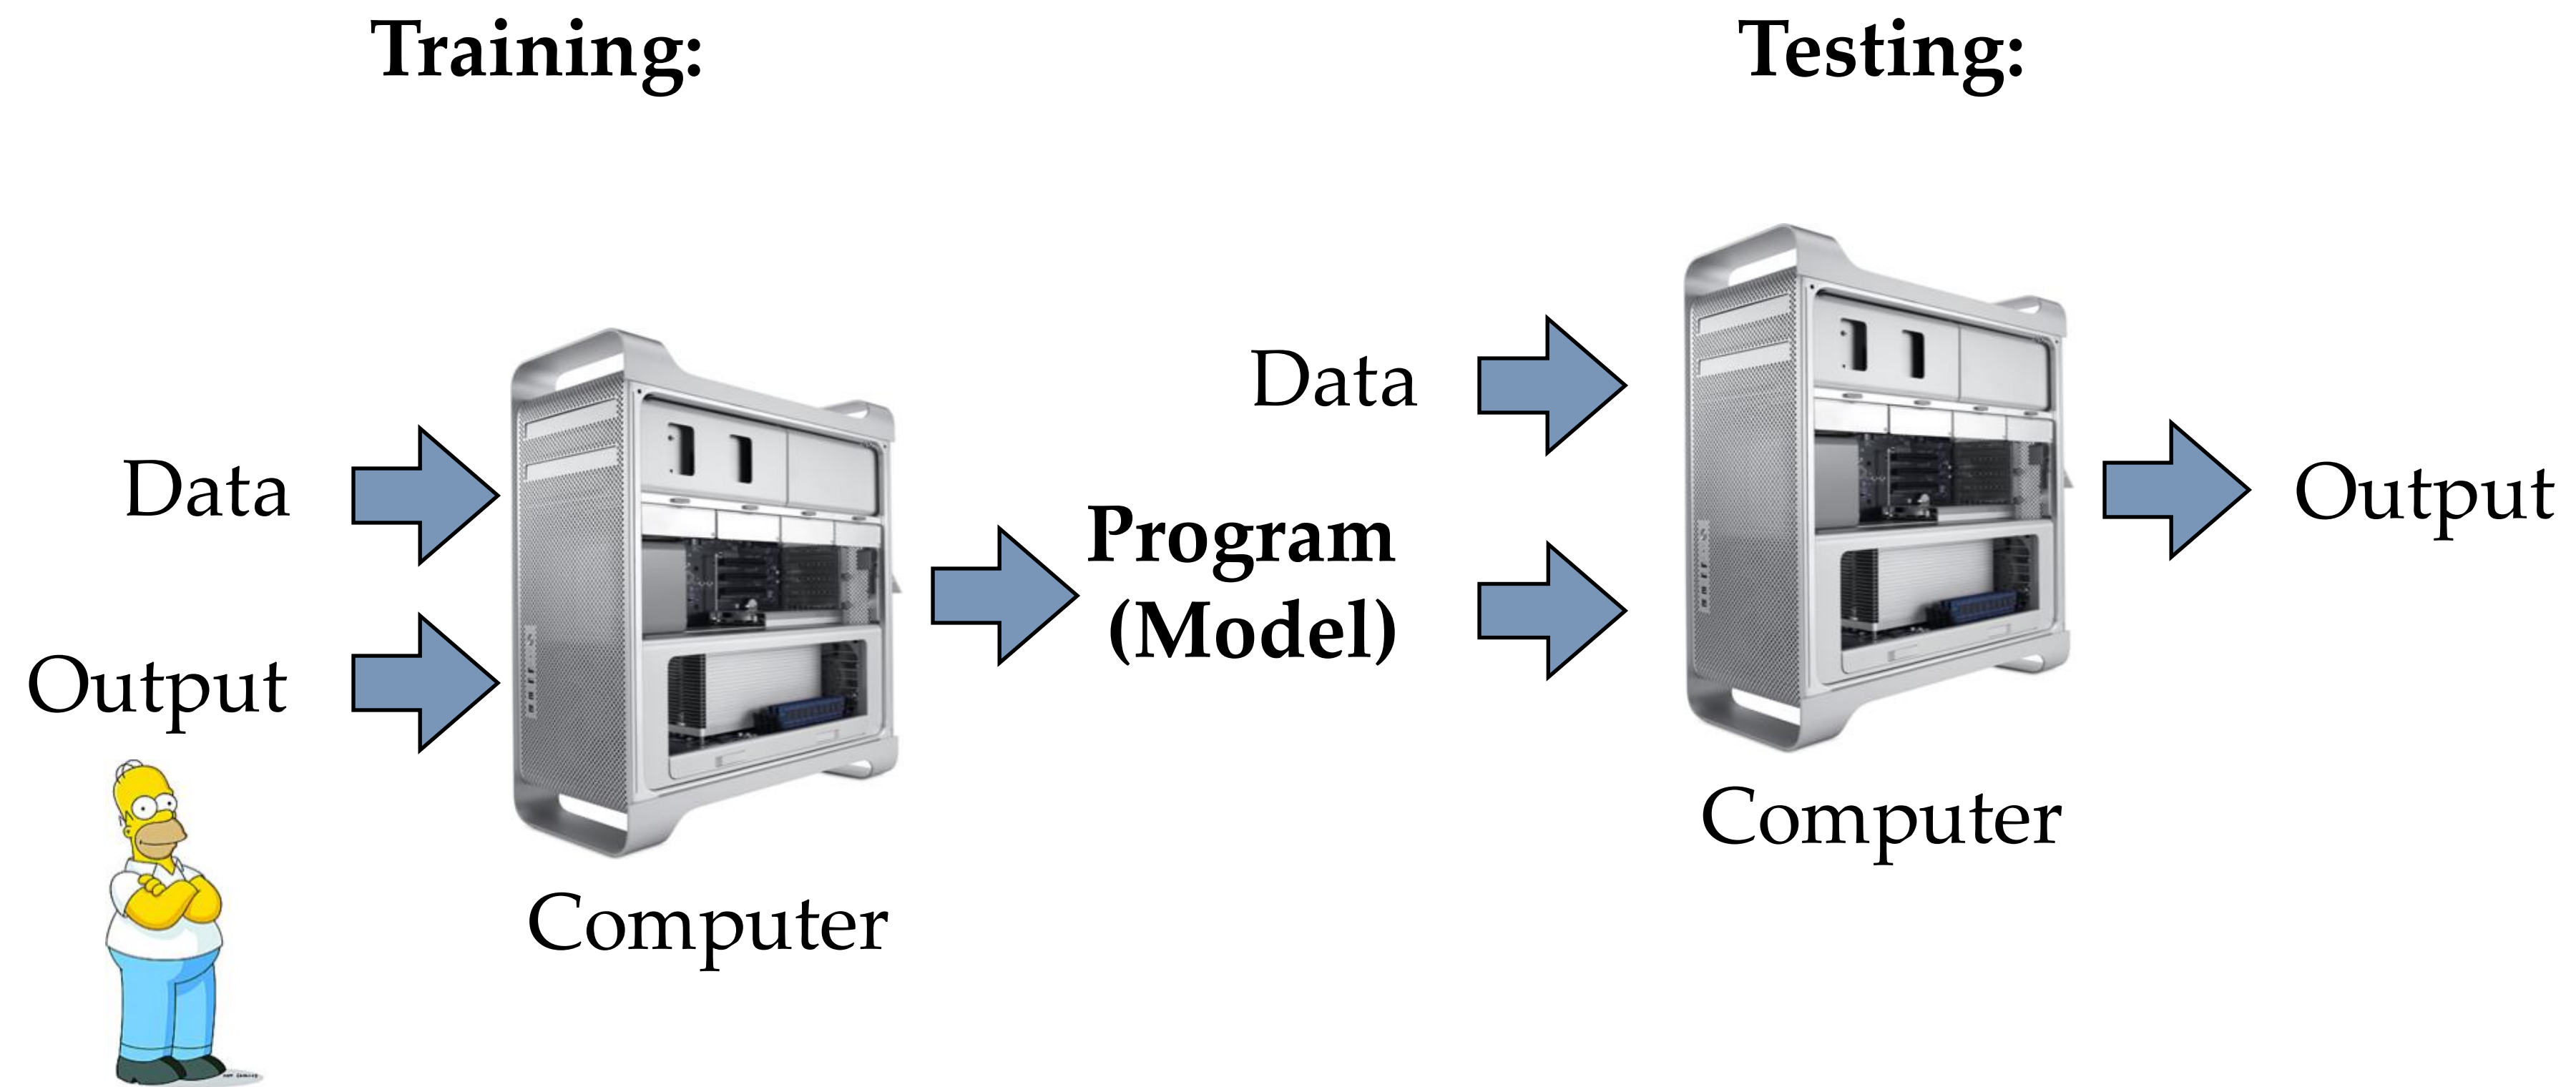 Training:
Testing:
Data
Output
Computer
Program
(Model)
Data
Computer
Output